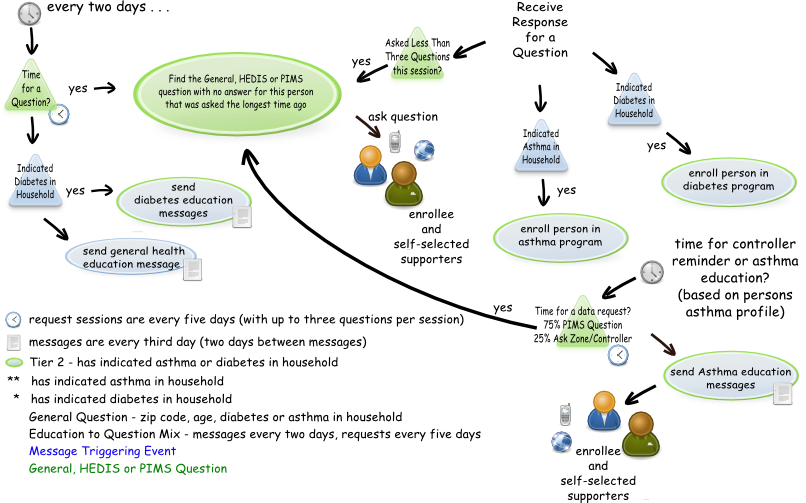 every two days . . .
Time
for a
Question?
yes
Find the General, HEDIS or PIMS
question with no answer for this person
that was asked the longest time ago
yes
Asked Less Than
Three Questions
this session?
Receive
Response
for a
Question
Indicated
Diabetes in
Household
yes
enroll person in
diabetes program
Indicated
Asthma in
Household
yes
enroll person in
asthma program
ask question
enrollee
and
self-selected
supporters
Indicated
Diabetes in
Household
yes
send
diabetes education
messages
send general health
education message
time for controller
reminder or asthma
education?
(based on persons
asthma profile)
yes
Time for a data request?
75% PIMS Question
25% Ask Zone/Controller
send Asthma education
messages
enrollee
and
self-selected
supporters
request sessions are every five days (with up to three questions per session)
messages are every third day (two days between messages)
Tier 2 - has indicated asthma or diabetes in household
** has indicated asthma in household
* has indicated diabetes in household
General Question - zip code, age, diabetes or asthma in household
Education to Question Mix - messages every two days, requests every five days
Message Triggering Event
General, HEDIS or PIMS Question